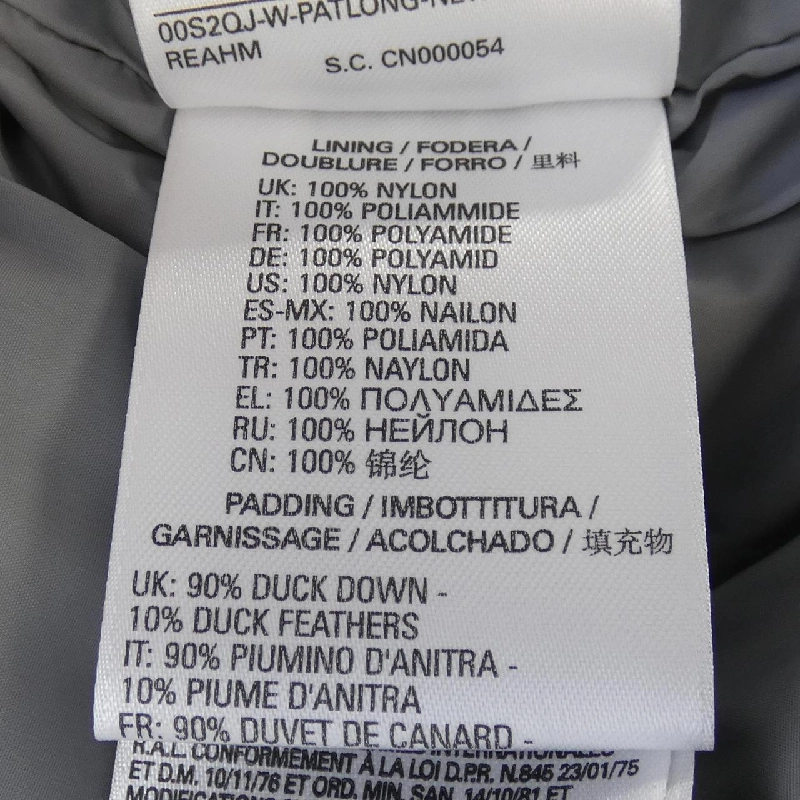 00S2QJ-W-PATLONG-NEW
REAHM
S.C. CN000054
LINING / FODERA /
DOUBLURE / FORRO / 里料
UK: 100% NYLON
IT: 100% POLIAMMIDE
FR: 100% POLYAMIDE
DE: 100% POLYAMID
US: 100% NYLON
ES-MX: 100% NAILON
PT: 100% POLIAMIDA
TR: 100% NAYLON
EL: 100% ΠΟΛΥΑΜΙΔΕΣ
RU: 100% НЕЙЛОН
CN: 100% 锦纶
PADDING / IMBOTTITURA /
GARNISSAGE / ACOLCHADO / 填充物
UK: 90% DUCK DOWN -
10% DUCK FEATHERS
IT: 90% PIUMINO D'ANITRA -
10% PIUME D'ANITRA
FR: 90% DUVET DE CANARD -
R.A.L. CONFORMEMENT À LA LOI D.P.R. N.845 23/01/75
ET D.M. 10/11/76 ET ORD. MIN. SAN. 14/10/81 ET
MODIFICATIONS